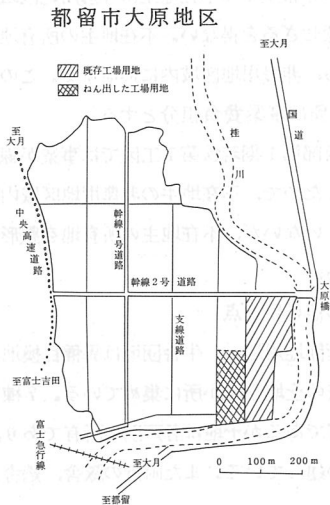 都留市大原地区
至大月
既存工場用地
ねん出した工場用地
国道
桂川
至大月
中央高速道路
幹線1号道路
幹線2号道路
大原橋
支線道路
至富士吉田
富士急行線
至大月
至都留
0 100m 200m